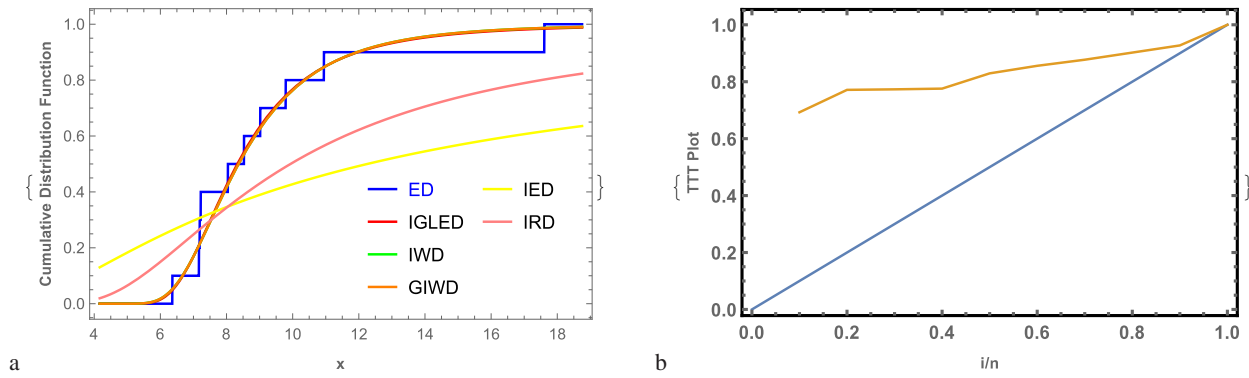 Cumulative Distribution Function
1.0
0.8
0.6
0.4
0.2
0.0
4 6 8 10 12 14 16 18
x
ED IED
IGLED IRD
IWD
GIWD
a
TTT Plot
1.0
0.8
0.6
0.4
0.2
0.0
0.0 0.2 0.4 0.6 0.8 1.0
i/n
b